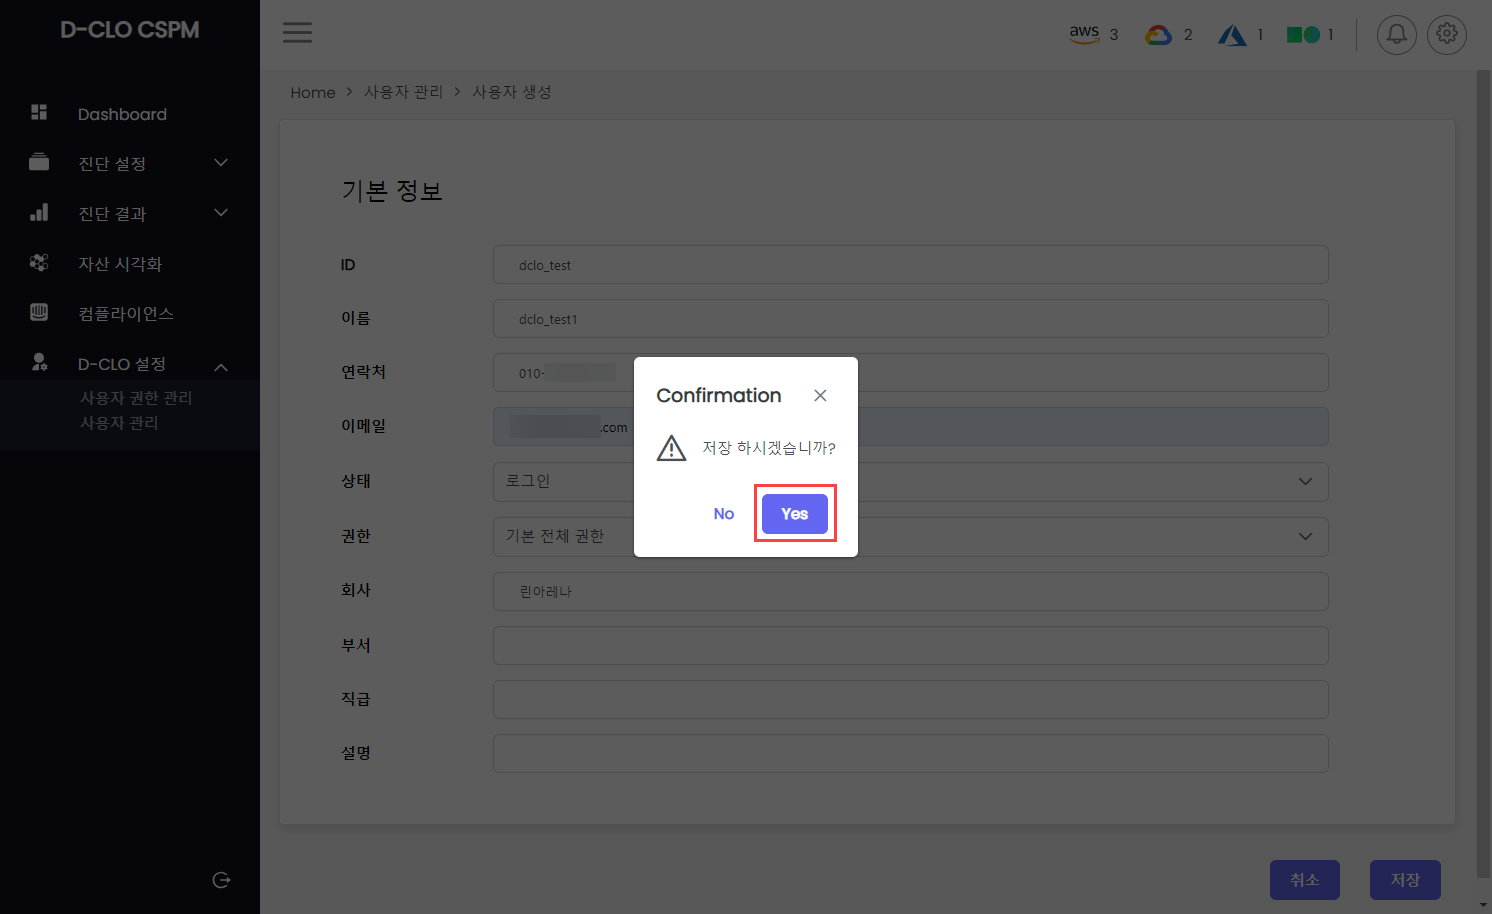 D-CLO CSPM
aws 3 2 1 1
Home > 사용자 관리 > 사용자 생성
Dashboard
진단 설정
진단 결과
자산 시각화
컴플라이언스
D-CLO 설정
사용자 권한 관리
사용자 관리
기본 정보
ID dclo_test
이름 dclo_test1
연락처 010-
이메일 .com
상태 로그인
권한 기본 전체 권한
회사 린아레나
부서
직급
설명
Confirmation
저장 하시겠습니까?
No Yes
취소 저장